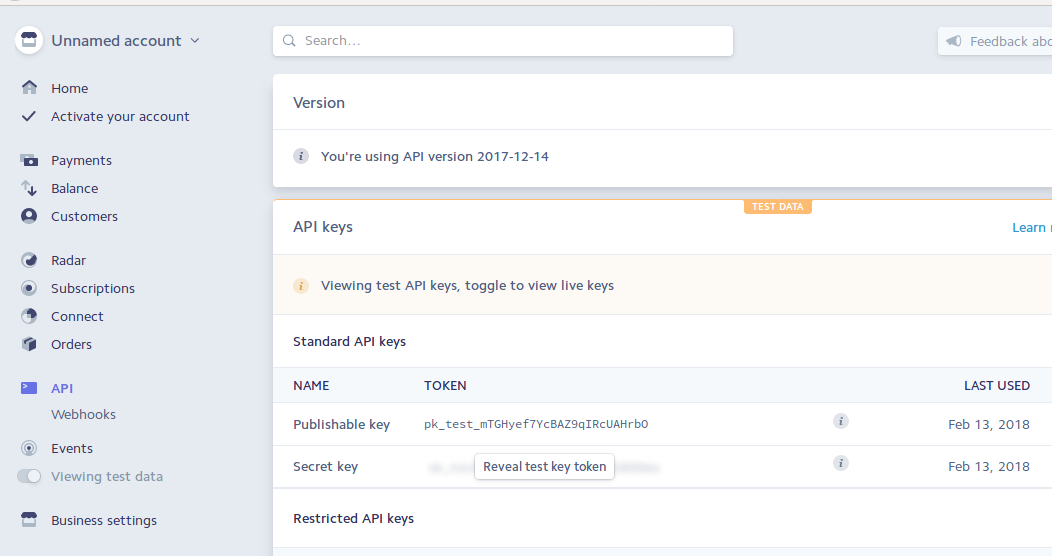 Unnamed account
Search...
Feedback abo
Home
Activate your account
Payments
Balance
Customers
Radar
Subscriptions
Connect
Orders
API
Webhooks
Events
Viewing test data
Business settings
Version
You're using API version 2017-12-14
TEST DATA
API keys
Learn
Viewing test API keys, toggle to view live keys
Standard API keys
NAME TOKEN LAST USED
Publishable key pk_test_mTGHyef7YcBAZ9qIRcUAHrbO Feb 13, 2018
Secret key Reveal test key token Feb 13, 2018
Restricted API keys